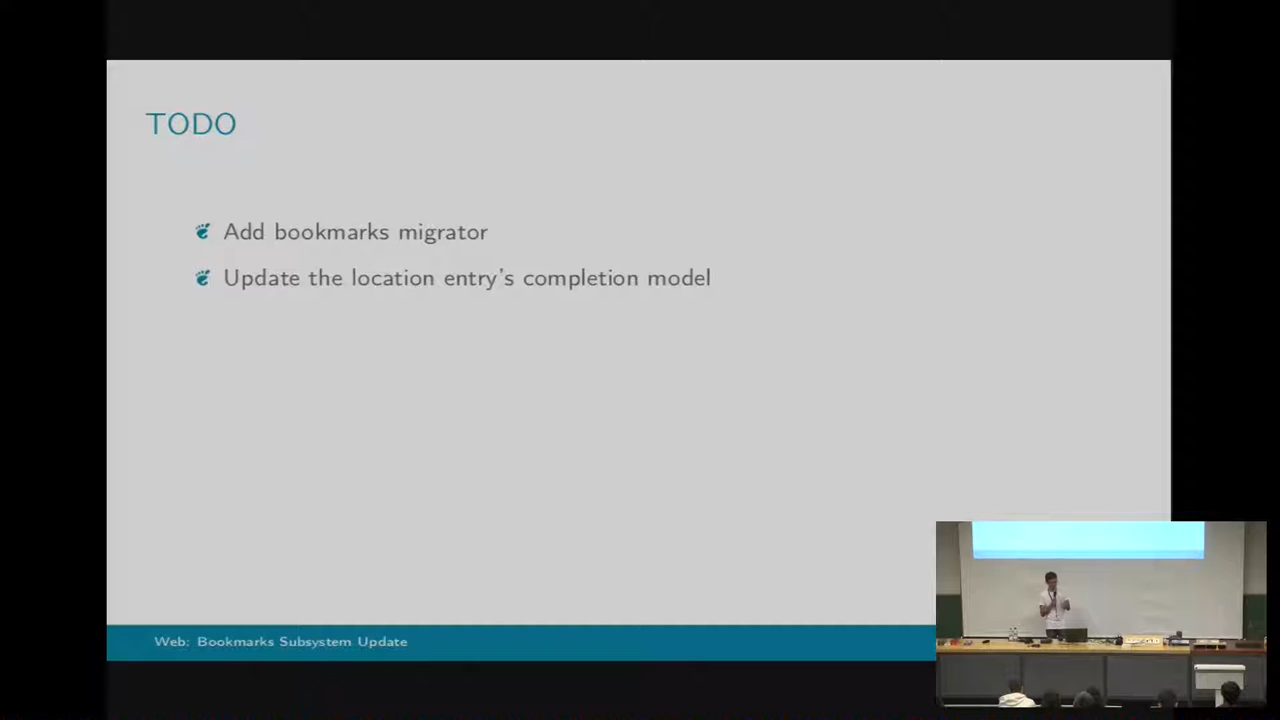 TODO
Add bookmarks migrator
Update the location entry's completion model
Web: Bookmarks Subsystem Update